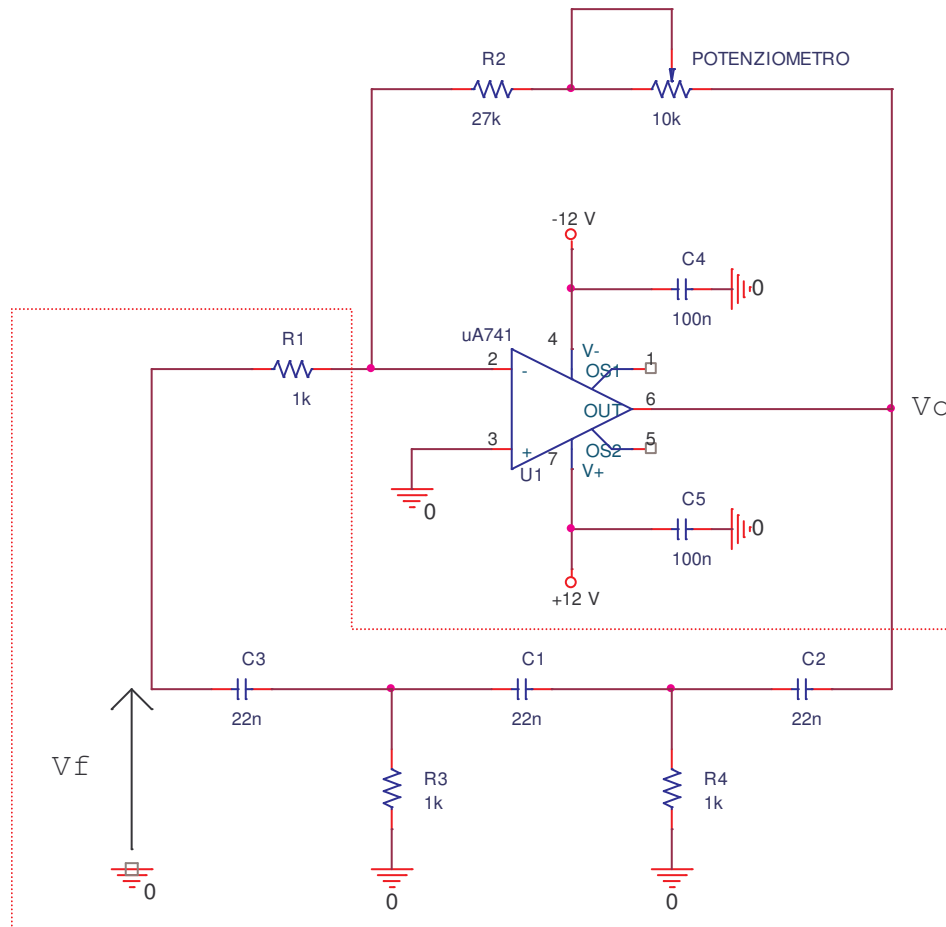 R2
POTENZIOMETRO
27k
10k
-12 V
C4
0
100n
R1
uA741
4
V-
1
2
-
OS1
1k
OUT
6
Vo
3
+
7
OS2
5
U1
V+
0
C5
0
100n
+12 V
C3
C1
C2
22n
22n
22n
Vf
R3
1k
R4
1k
0
0
0